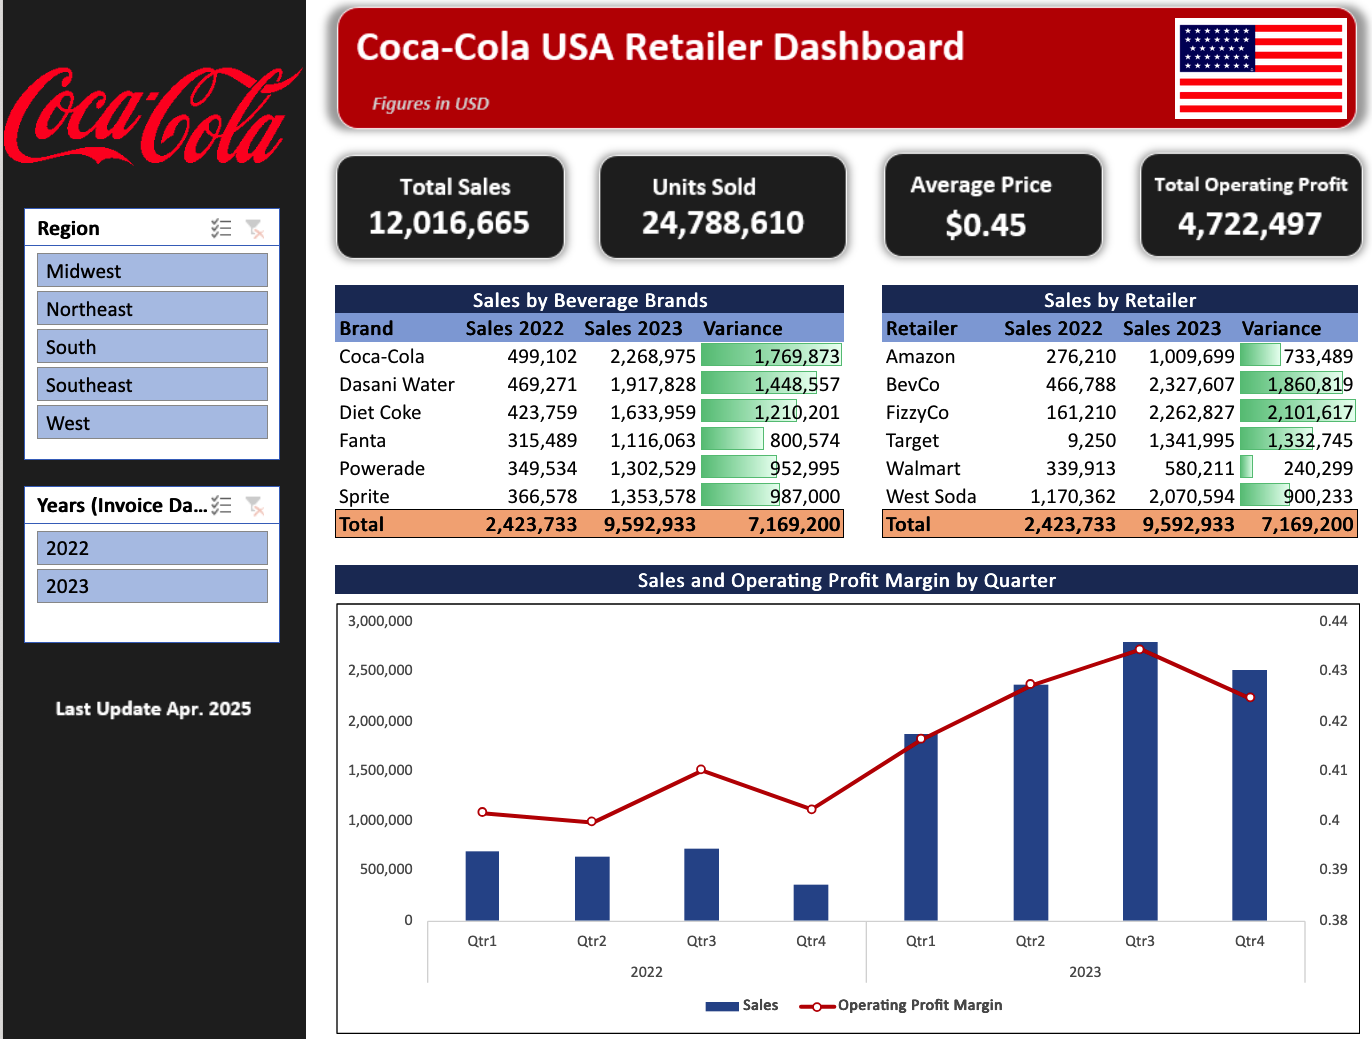 Coca-Cola
Region
Midwest
Northeast
South
Southeast
West
Years (Invoice Da...
2022
2023
Last Update Apr. 2025
Coca-Cola USA Retailer Dashboard
Figures in USD
Total Sales
12,016,665
Units Sold
24,788,610
Average Price
$0.45
Total Operating Profit
4,722,497
Sales by Beverage Brands
Brand Sales 2022 Sales 2023 Variance
Coca-Cola 499,102 2,268,975 1,769,873
Dasani Water 469,271 1,917,828 1,448,557
Diet Coke 423,759 1,633,959 1,210,201
Fanta 315,489 1,116,063 800,574
Powerade 349,534 1,302,529 952,995
Sprite 366,578 1,353,578 987,000
Total 2,423,733 9,592,933 7,169,200
Sales by Retailer
Retailer Sales 2022 Sales 2023 Variance
Amazon 276,210 1,009,699 733,489
BevCo 466,788 2,327,607 1,860,819
FizzyCo 161,210 2,262,827 2,101,617
Target 9,250 1,341,995 1,332,745
Walmart 339,913 580,211 240,299
West Soda 1,170,362 2,070,594 900,233
Total 2,423,733 9,592,933 7,169,200
Sales and Operating Profit Margin by Quarter
3,000,000 0.44
2,500,000 0.43
2,000,000 0.42
1,500,000 0.41
1,000,000 0.4
500,000 0.39
0 0.38
Qtr1 Qtr2 Qtr3 Qtr4 Qtr1 Qtr2 Qtr3 Qtr4
2022 2023
Sales Operating Profit Margin